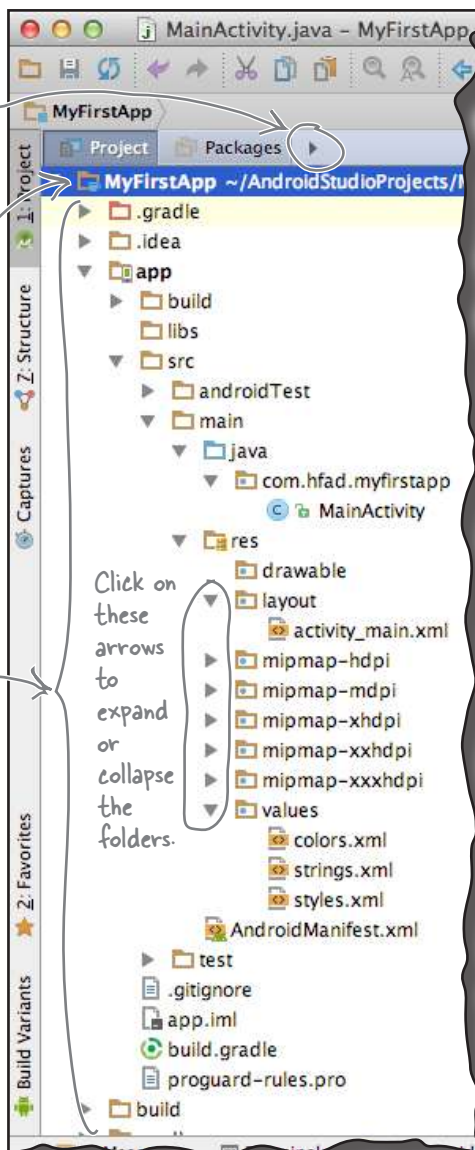 MainActivity.java - MyFirstApp
MyFirstApp
Project Packages
1: Project
MyFirstApp ~/AndroidStudioProjects/
.gradle
.idea
app
build
libs
src
androidTest
main
java
com.hfad.myfirstapp
MainActivity
res
drawable
layout
activity_main.xml
mipmap-hdpi
mipmap-mdpi
mipmap-xhdpi
mipmap-xxhdpi
mipmap-xxxhdpi
values
colors.xml
strings.xml
styles.xml
AndroidManifest.xml
test
.gitignore
app.iml
build.gradle
proguard-rules.pro
build
Z: Structure
Captures
2: Favorites
Build Variants
Click on
these
arrows
to
expand
or
collapse
the
folders.